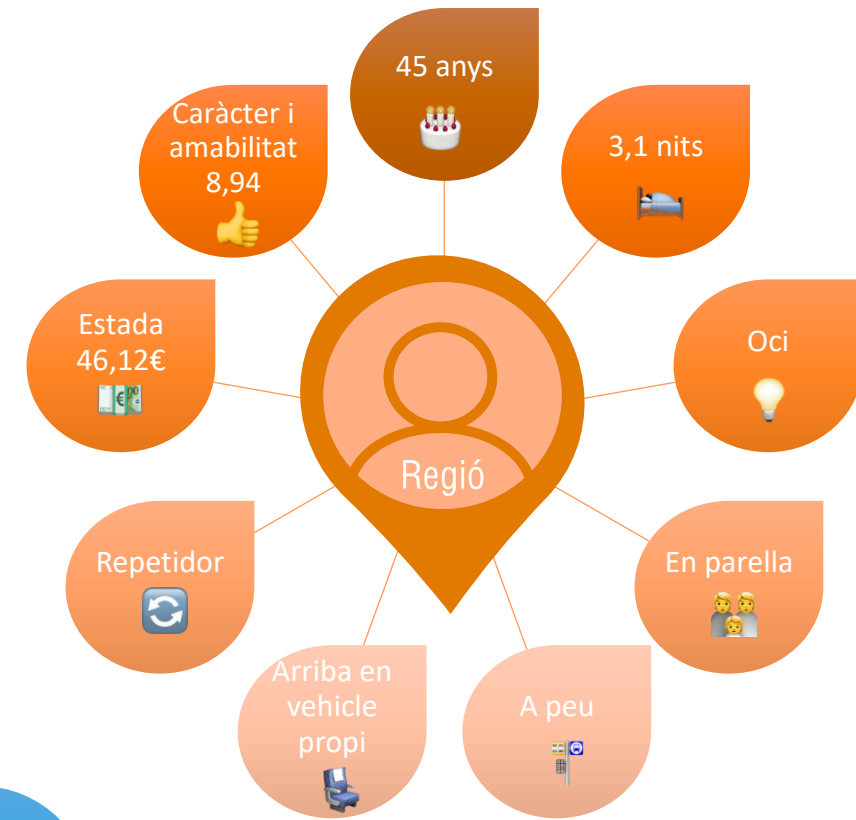 45 anys
Caràcter i
amabilitat
8,94
3,1 nits
Estada
46,12€
Oci
Regió
Repetidor
En parella
Arriba en
vehicle
propi
A peu